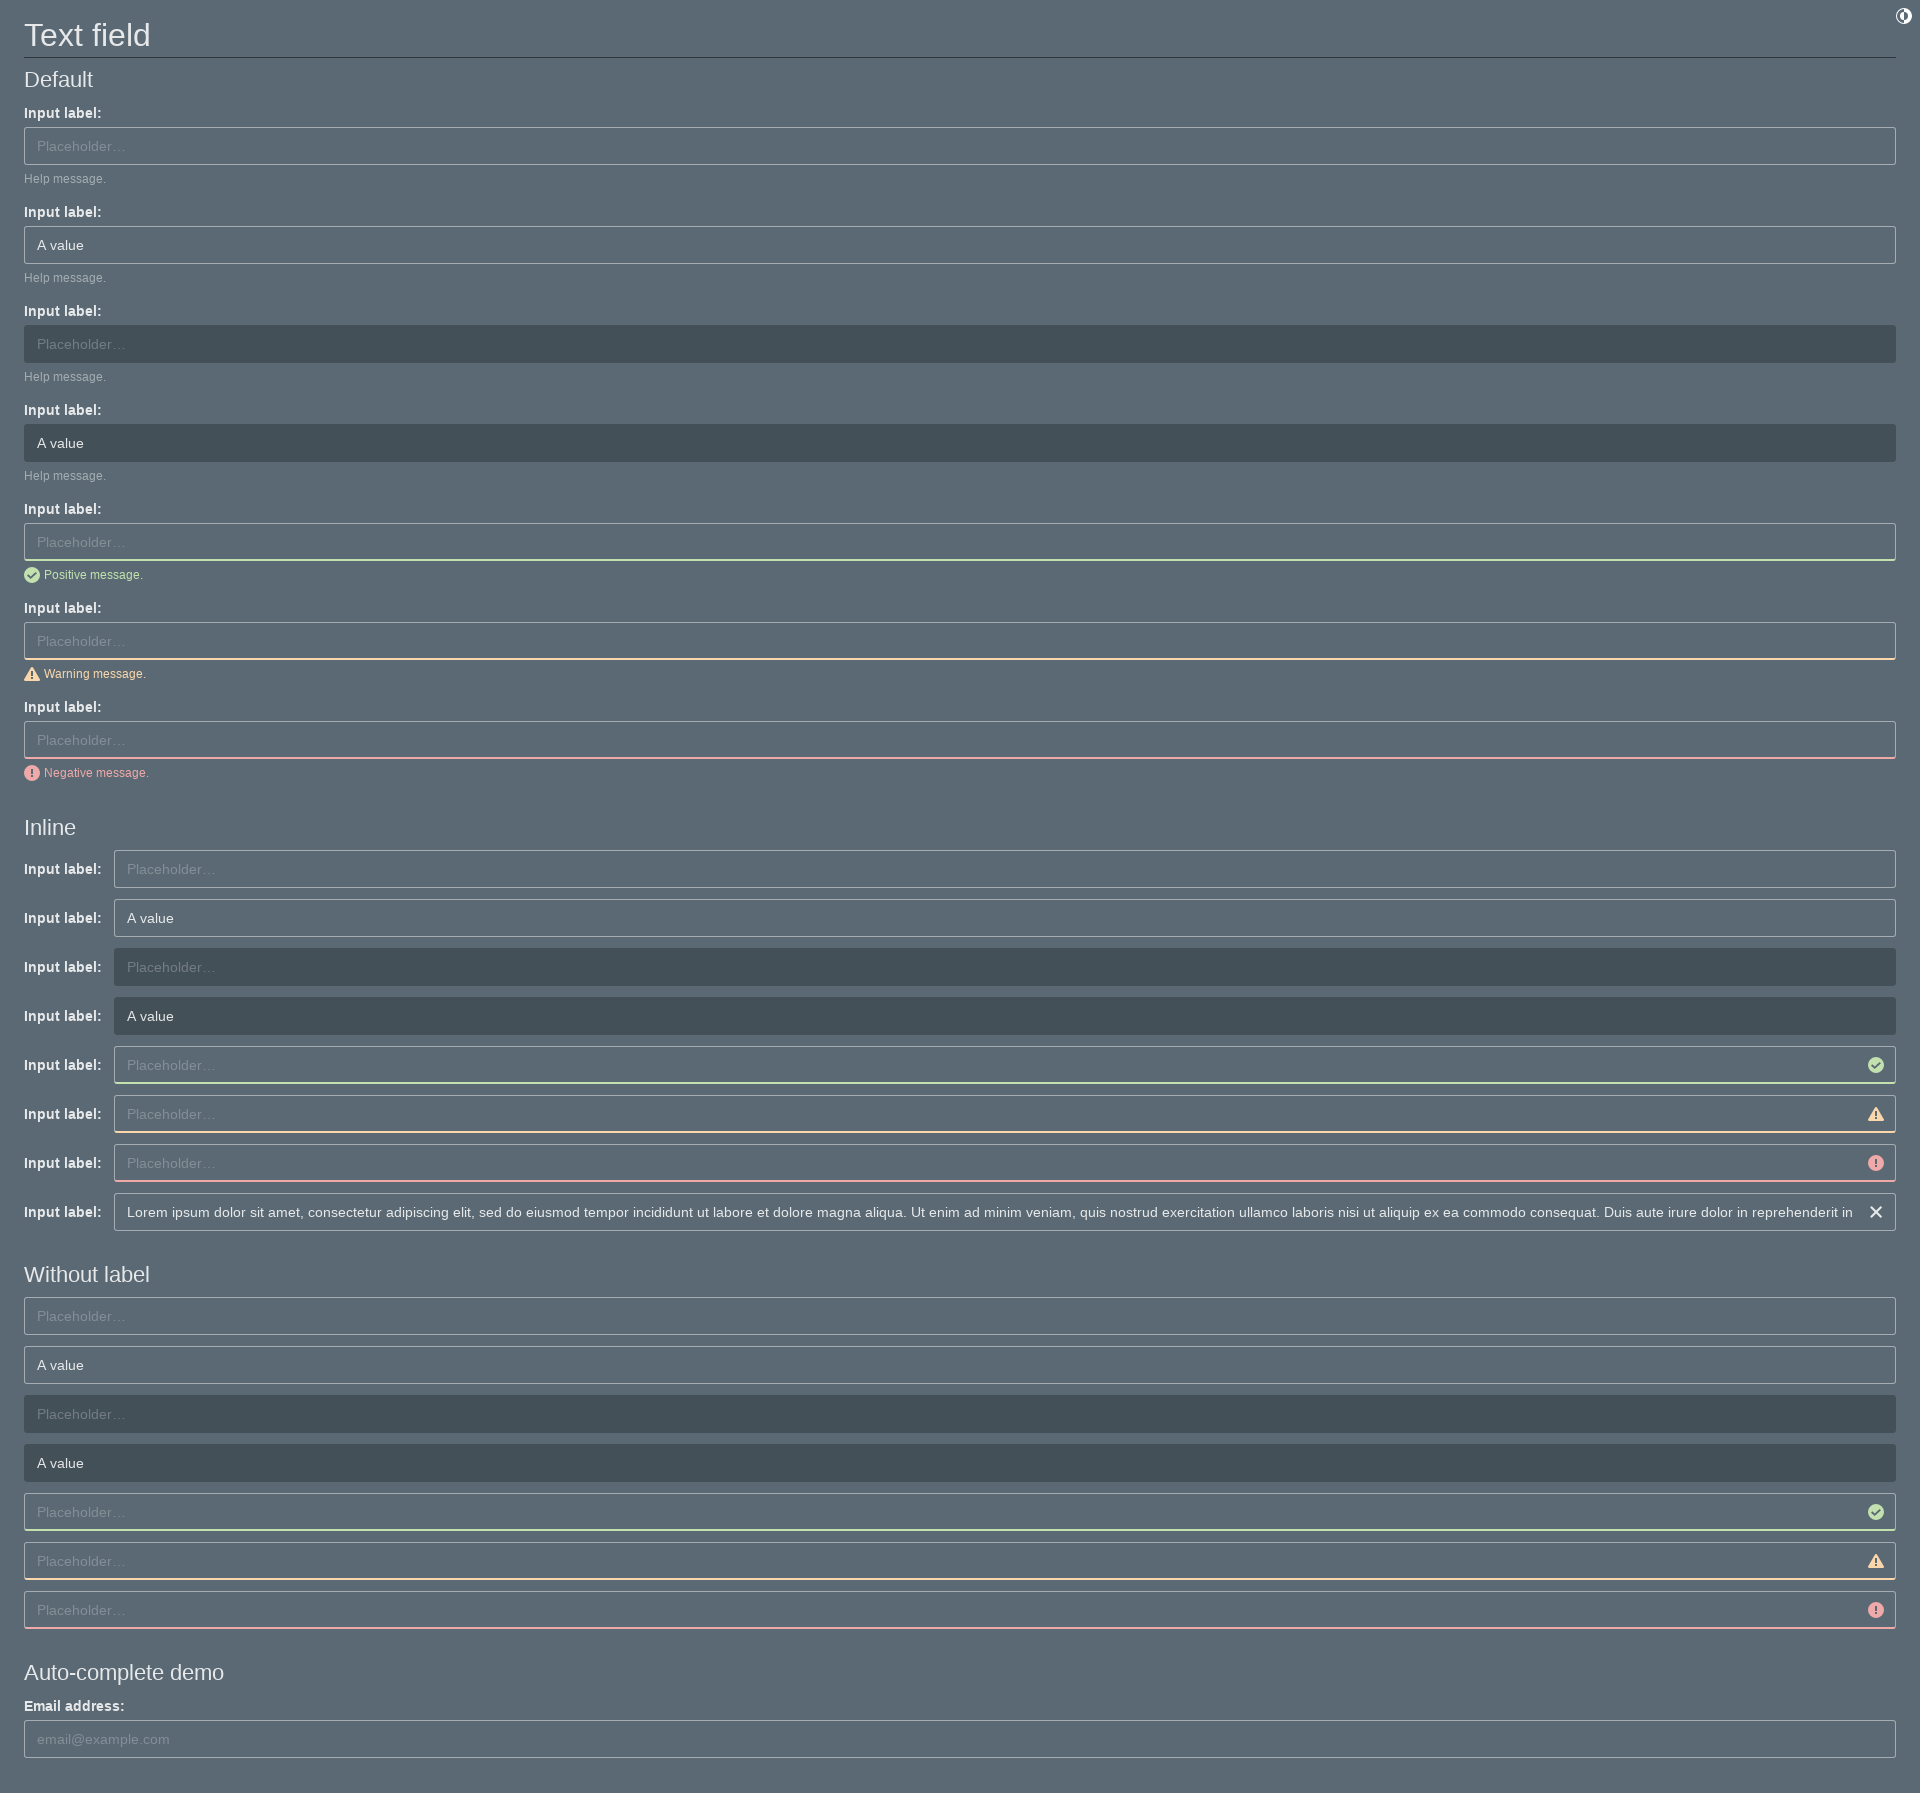 Text field
Default
Input label:
Placeholder…
Help message.
Input label:
A value
Help message.
Input label:
Placeholder…
Help message.
Input label:
A value
Help message.
Input label:
Placeholder…
Positive message.
Input label:
Placeholder…
Warning message.
Input label:
Placeholder…
Negative message.
Inline
Input label: Placeholder…
Input label: A value
Input label: Placeholder…
Input label: A value
Input label: Placeholder…
Input label: Placeholder…
Input label: Placeholder…
Input label: Lorem ipsum dolor sit amet, consectetur adipiscing elit, sed do eiusmod tempor incididunt ut labore et dolore magna aliqua. Ut enim ad minim veniam, quis nostrud exercitation ullamco laboris nisi ut aliquip ex ea commodo consequat. Duis aute irure dolor in reprehenderit in
Without label
Placeholder…
A value
Placeholder…
A value
Placeholder…
Placeholder…
Placeholder…
Auto-complete demo
Email address:
email@example.com